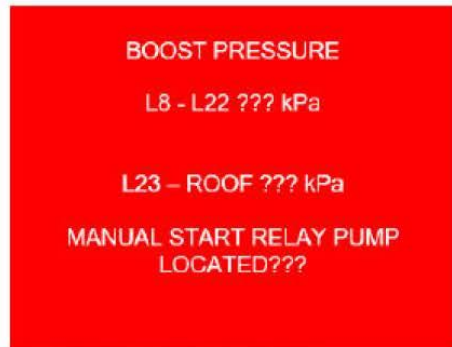 BOOST PRESSURE
L8 - L22 ??? kPa
L23 – ROOF ??? kPa
MANUAL START RELAY PUMP
LOCATED???